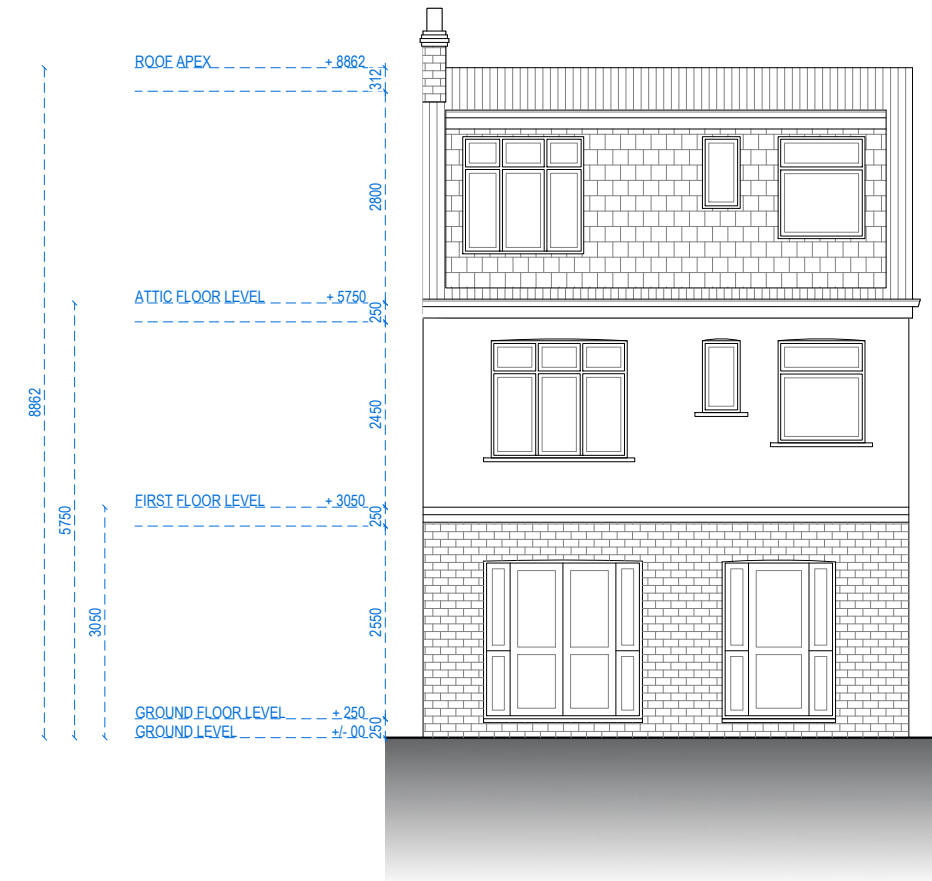 ROOF APEX + 8862
312
2800
ATTIC FLOOR LEVEL + 5750
250
8862
2450
FIRST FLOOR LEVEL + 3050
250
5750
3050
2550
GROUND FLOOR LEVEL + 250
GROUND LEVEL +/- 00
250